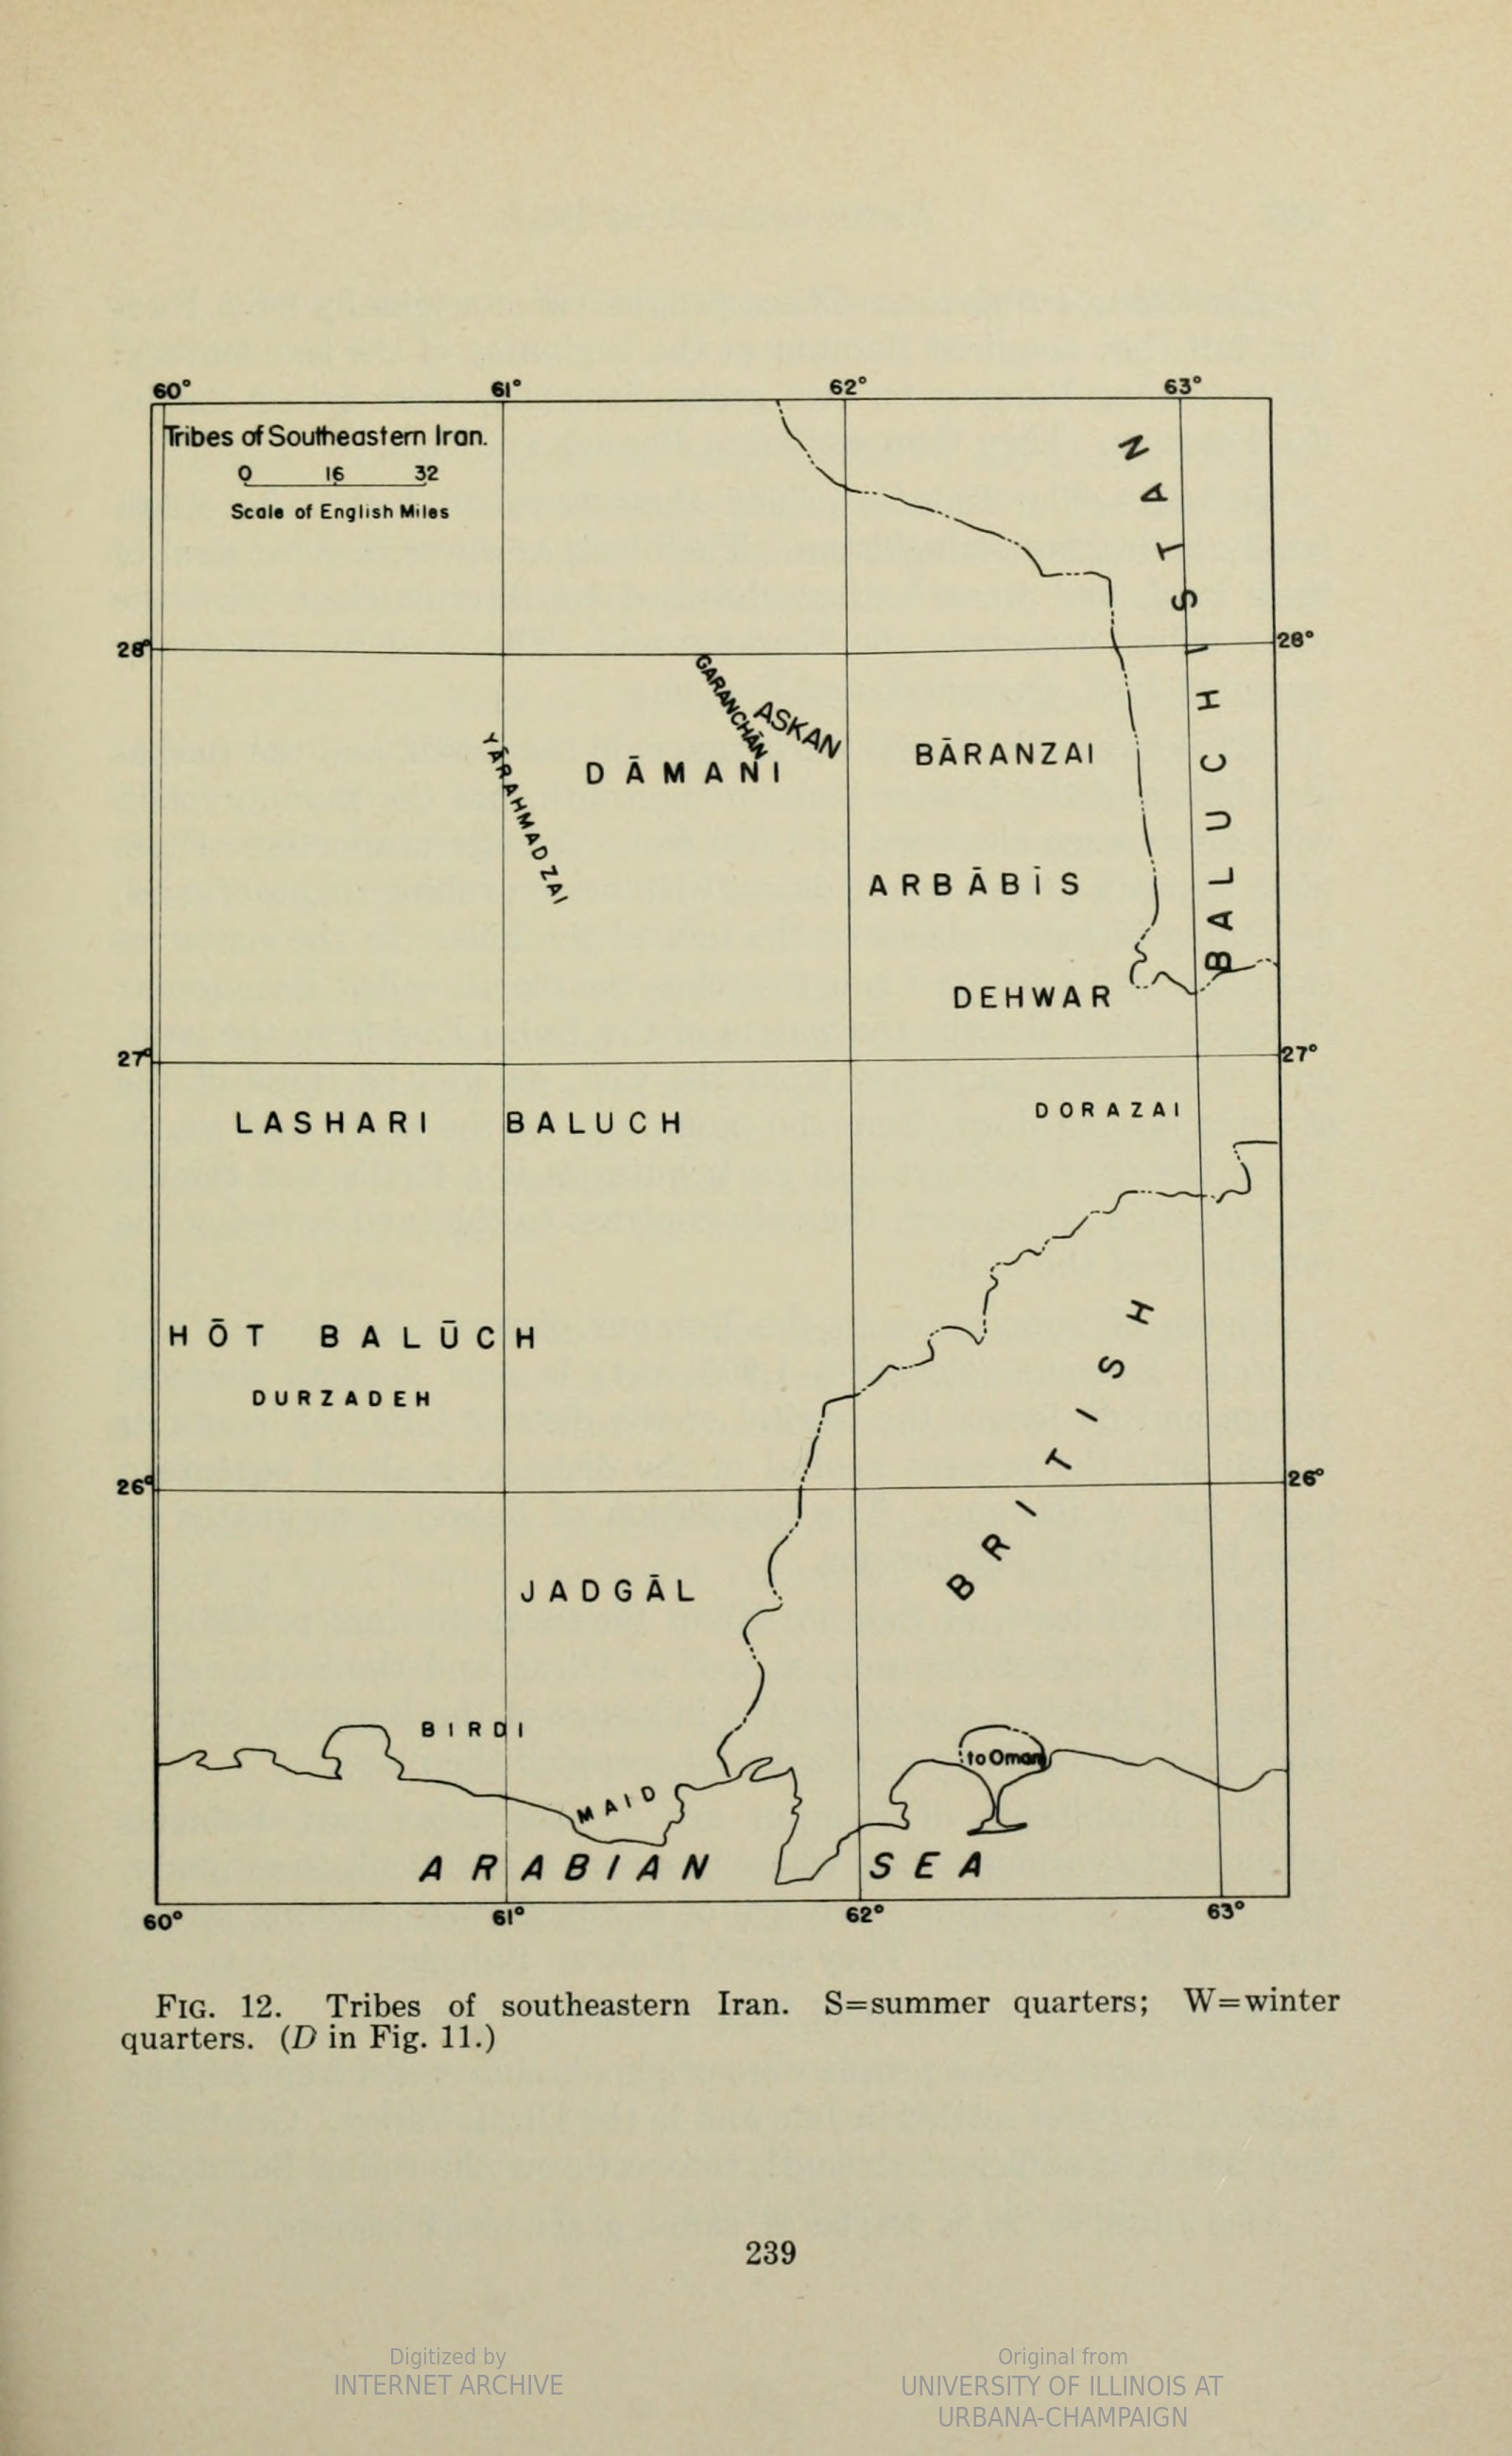 60° 61° 62° 63°
Tribes of Southeastern Iran.
0 16 32
Scale of English Miles
28° 28°
GARANCHĀN
ASKAN
YĀRAHMADZAI
DĀMANI
BĀRANZAI
ARBĀBĪS
DEHWAR
27° 27°
LASHARI BALUCH
DORAZAI
HŌT BALŪCH
DURZADEH
BRITISH
BALUCHISTAN
26° 26°
JADGĀL
BIRDI
to Oman
MAID
ARABIAN SEA
60° 61° 62° 63°
FIG. 12. Tribes of southeastern Iran. S=summer quarters; W=winter
quarters. (D in Fig. 11.)
239
Digitized by
INTERNET ARCHIVE
Original from
UNIVERSITY OF ILLINOIS AT
URBANA-CHAMPAIGN